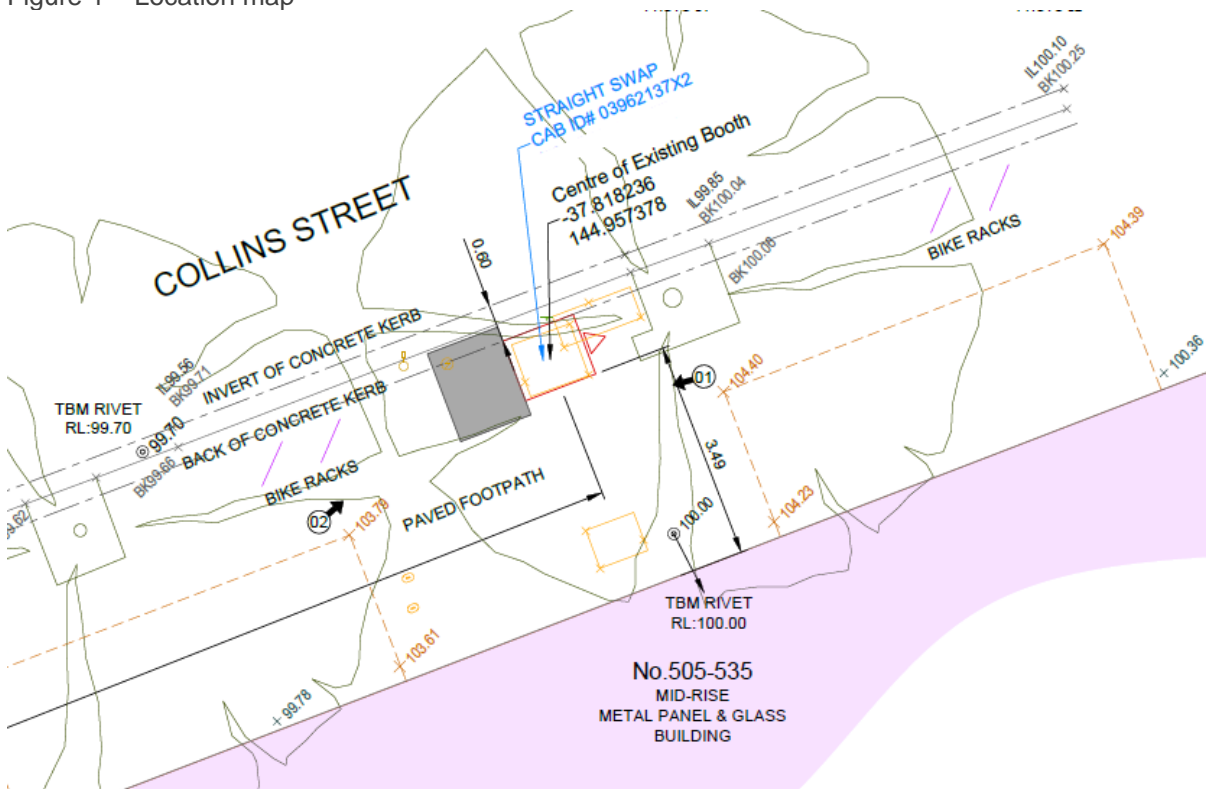 Figure 1 – Location map
IL100.10
BK100.25
STRAIGHT SWAP
CAB ID# 03962137X2
Centre of Existing Booth
-37.818236
144.957378
IL99.85
BK100.04
COLLINS STREET
0.60
BK100.06
BIKE RACKS
104.39
INVERT OF CONCRETE KERB
IL99.56
BK99.71
100.36
104.40
01
TBM RIVET
RL:99.70
99.70
BACK OF CONCRETE KERB
BK99.66
3.49
BIKE RACKS
PAVED FOOTPATH
02
103.79
100.00
104.23
99.62
TBM RIVET
RL:100.00
103.61
No.505-535
MID-RISE
METAL PANEL & GLASS
BUILDING
99.78